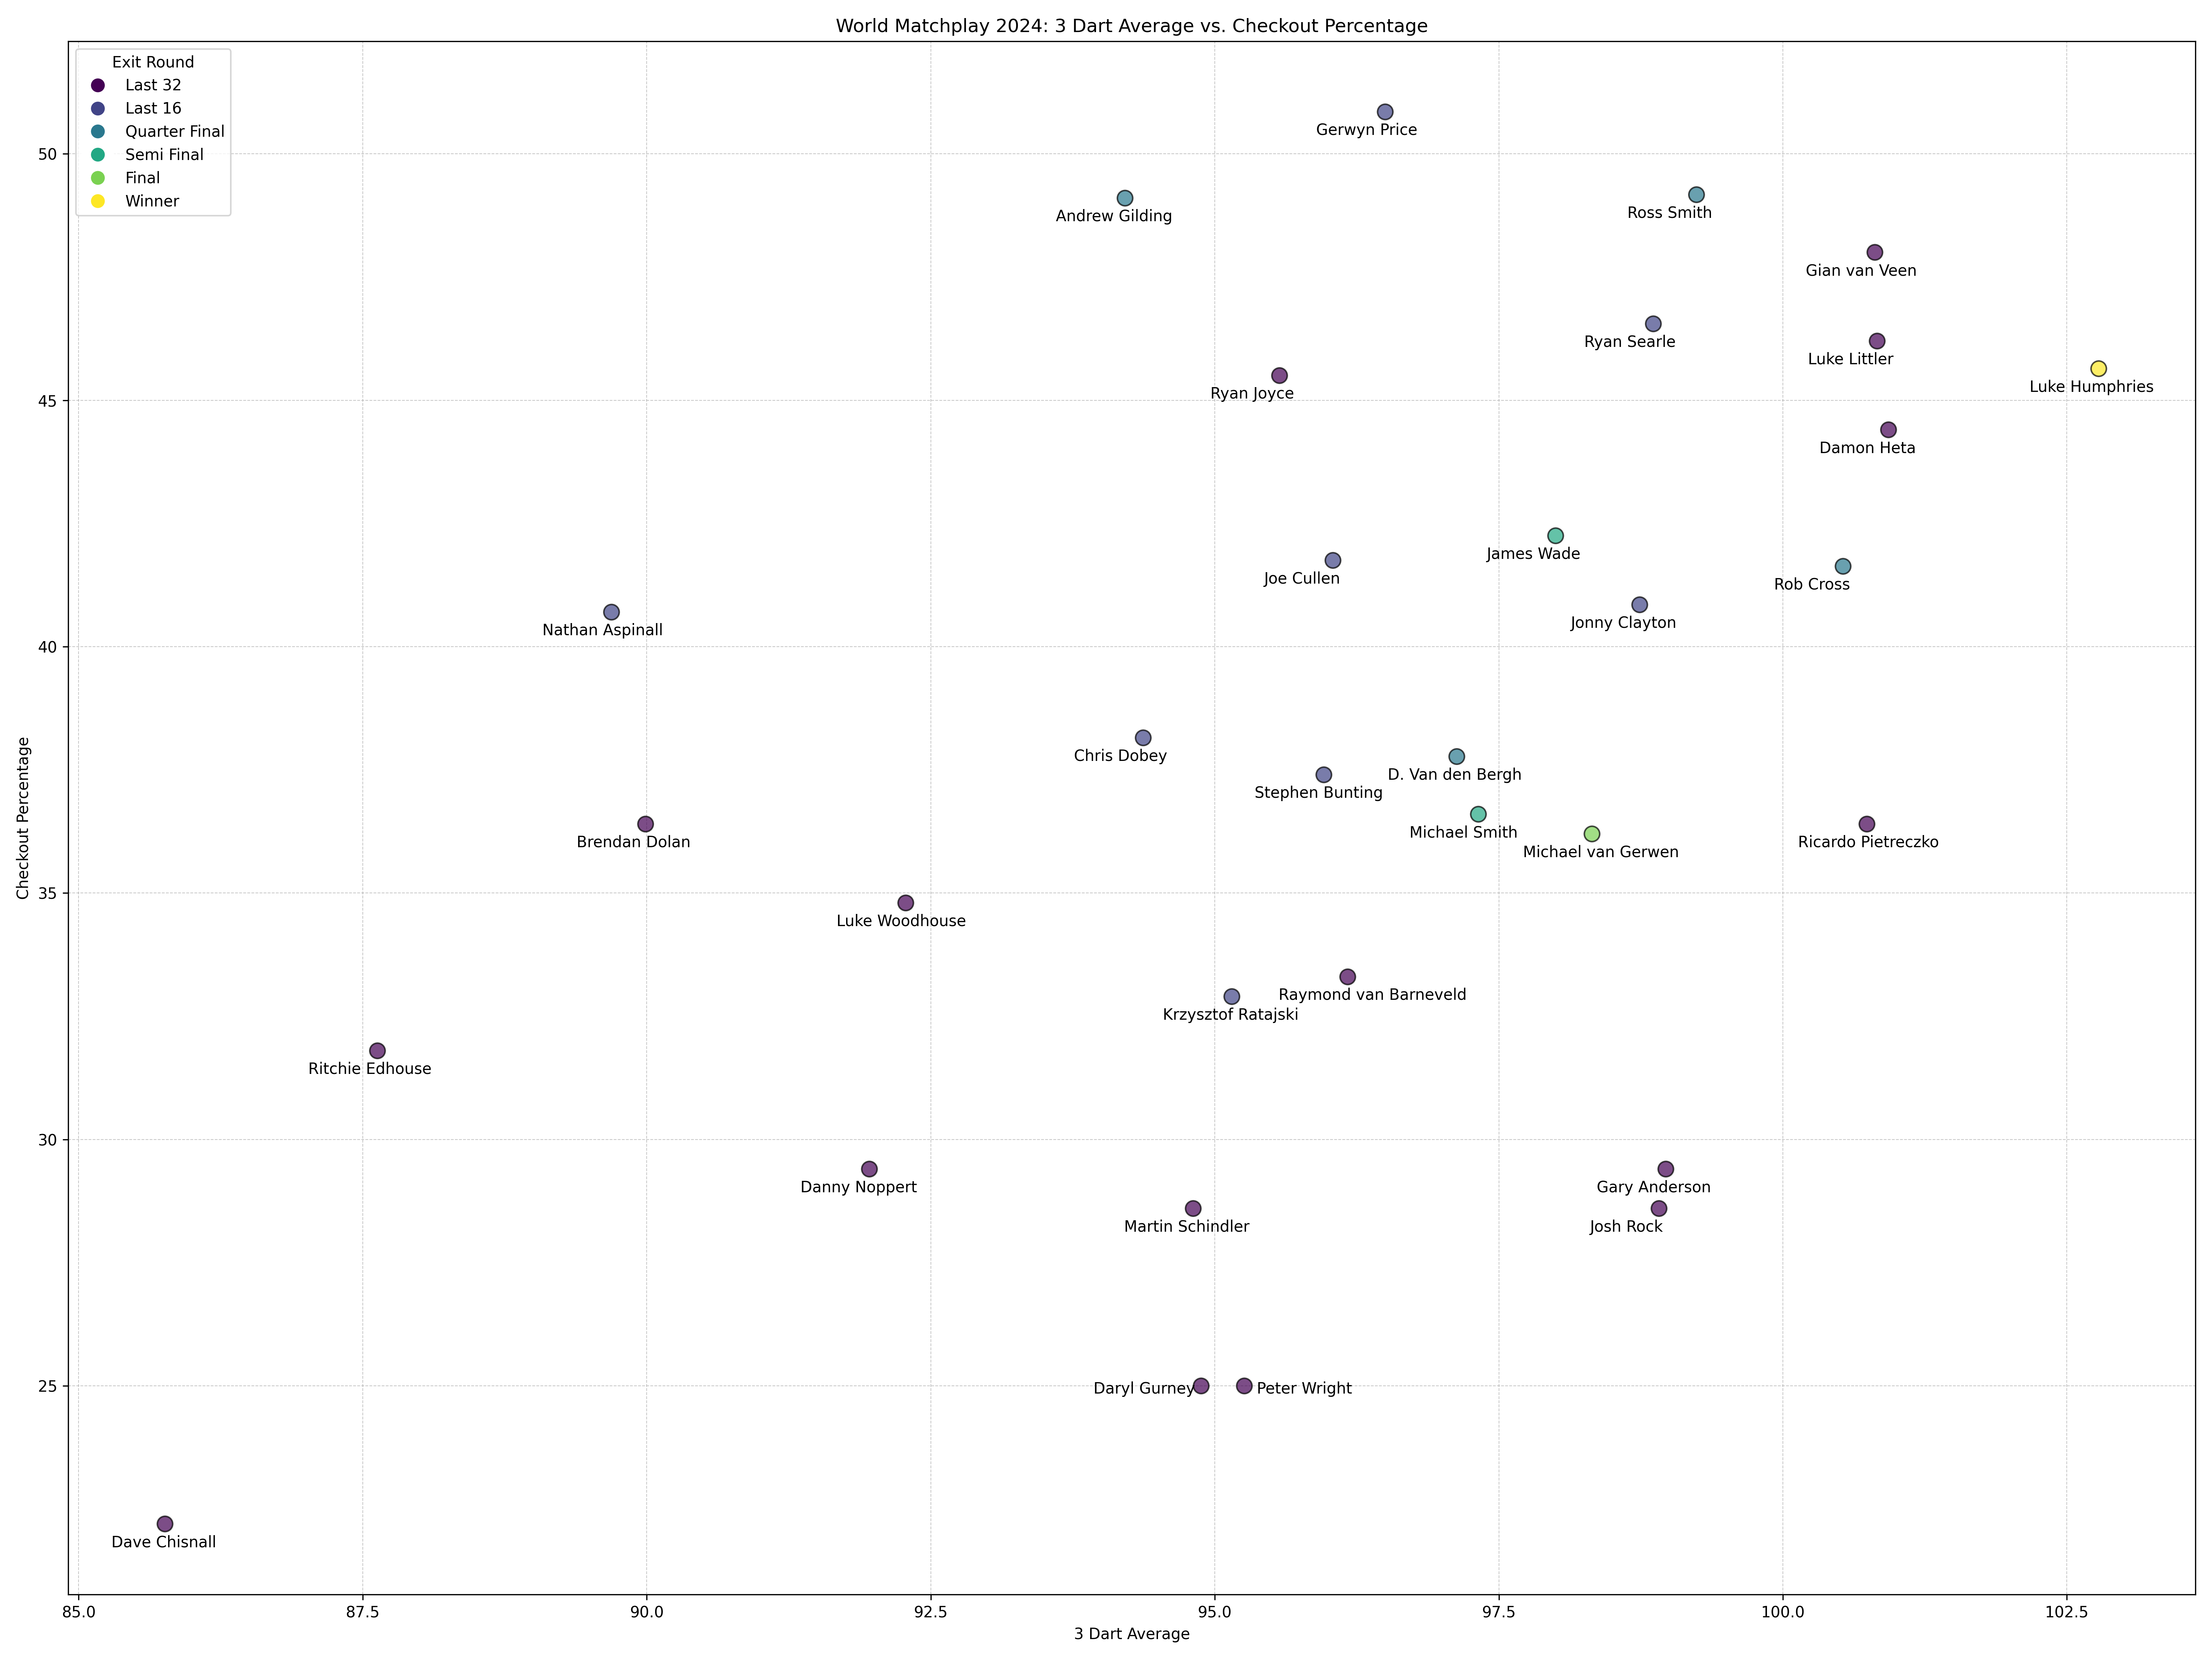 World Matchplay 2024: 3 Dart Average vs. Checkout Percentage
Exit Round
Last 32
Last 16
Quarter Final
Semi Final
Final
Winner
Gerwyn Price
Andrew Gilding
Ross Smith
Gian van Veen
Ryan Searle
Luke Littler
Luke Humphries
Ryan Joyce
Damon Heta
James Wade
Joe Cullen
Rob Cross
Jonny Clayton
Nathan Aspinall
Chris Dobey
D. Van den Bergh
Stephen Bunting
Michael Smith
Michael van Gerwen
Brendan Dolan
Ricardo Pietreczko
Luke Woodhouse
Raymond van Barneveld
Krzysztof Ratajski
Ritchie Edhouse
Danny Noppert
Gary Anderson
Martin Schindler
Josh Rock
Daryl Gurney
Peter Wright
Dave Chisnall
50
45
40
35
30
25
Checkout Percentage
85.0 87.5 90.0 92.5 95.0 97.5 100.0 102.5
3 Dart Average